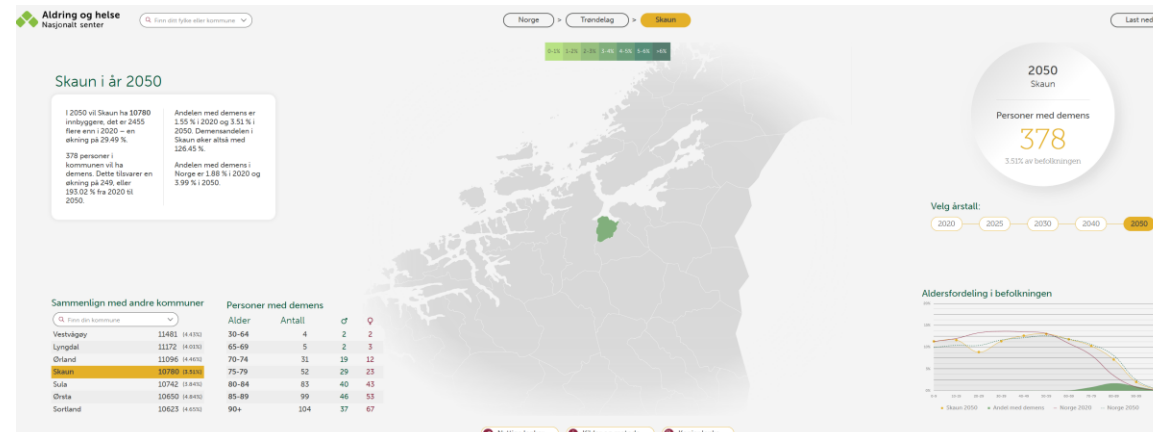 Aldring og helse
Nasjonalt senter
Finn ditt fylke eller kommune
Norge > Trøndelag > Skaun
Last ned
0-1% 1-2% 2-3% 3-4% 4-5% 5-6% +6%
Skaun i år 2050
I 2050 vil Skaun ha 10780
innbyggere, det er 2455
flere enn i 2020 – en
økning på 29.49 %.
378 personer i
kommunen vil ha
demens. Dette tilsvarer en
økning på 249, eller
193.02 % fra 2020 til
2050.
Andelen med demens er
1.55 % i 2020 og 3.51 % i
2050. Demensandelen i
Skaun øker altså med
126.45 %.
Andelen med demens i
Norge er 1.88 % i 2020 og
3.99 % i 2050.
2050
Skaun
Personer med demens
378
3.51% av befolkningen
Velg årstall:
2020 2025 2030 2040 2050
Sammenlign med andre kommuner
Finn din kommune
Vestvågøy 11481 (4.43%)
Lyngdal 11172 (4.01%)
Ørland 11096 (4.46%)
Skaun 10780 (3.51%)
Sula 10742 (3.84%)
Ørsta 10650 (4.84%)
Sortland 10623 (4.65%)
Personer med demens
Alder Antall ♂ ♀
30-64 4 2 2
65-69 5 2 3
70-74 31 19 12
75-79 52 29 23
80-84 83 40 43
85-89 99 46 53
90+ 104 37 67
Aldersfordeling i befolkningen
Skaun 2050 Andel med demens Norge 2020 Norge 2050